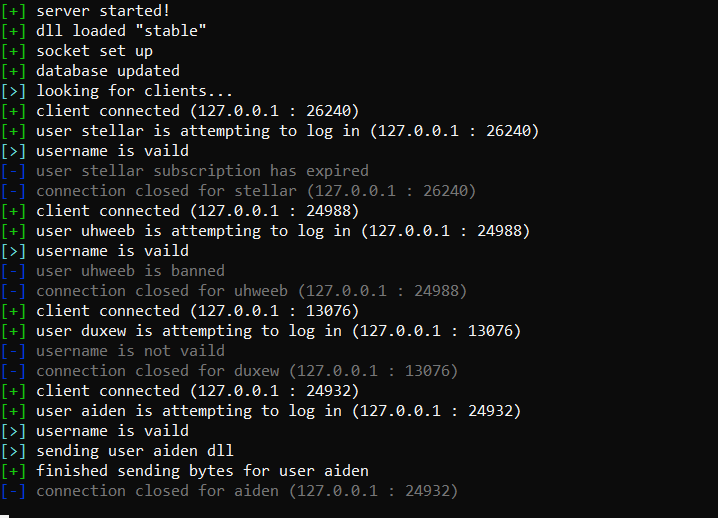 [+] server started!
[+] dll loaded "stable"
[+] socket set up
[+] database updated
[>] looking for clients...
[+] client connected (127.0.0.1 : 26240)
[+] user stellar is attempting to log in (127.0.0.1 : 26240)
[>] username is vaild
[-] user stellar subscription has expired
[-] connection closed for stellar (127.0.0.1 : 26240)
[+] client connected (127.0.0.1 : 24988)
[+] user uhweeb is attempting to log in (127.0.0.1 : 24988)
[>] username is vaild
[-] user uhweeb is banned
[-] connection closed for uhweeb (127.0.0.1 : 24988)
[+] client connected (127.0.0.1 : 13076)
[+] user duxew is attempting to log in (127.0.0.1 : 13076)
[-] username is not vaild
[-] connection closed for duxew (127.0.0.1 : 13076)
[+] client connected (127.0.0.1 : 24932)
[+] user aiden is attempting to log in (127.0.0.1 : 24932)
[>] username is vaild
[>] sending user aiden dll
[+] finished sending bytes for user aiden
[-] connection closed for aiden (127.0.0.1 : 24932)